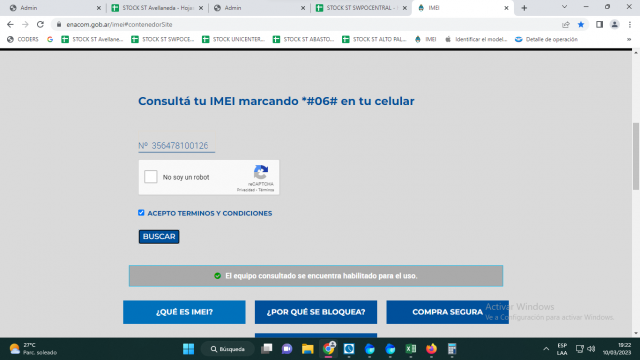 Admin
STOCK ST Avellaneda - Hoja
Admin
STOCK ST SWPOCENTRAL -
IMEI
enacom.gob.ar/imei#contenedorSite
CODERS
G
STOCK ST Avellane...
STOCK ST SWPOCE...
STOCK UNICENTER...
STOCK ST ABASTO...
STOCK ST ALTO PAL...
IMEI
Identificar el model...
Detalle de operación
Consultá tu IMEI marcando *#06# en tu celular
Nº 356478100126
No soy un robot
reCAPTCHA
Privacidad - Términos
ACEPTO TERMINOS Y CONDICIONES
BUSCAR
El equipo consultado se encuentra habilitado para el uso.
¿QUÉ ES IMEI?
¿POR QUÉ SE BLOQUEA?
COMPRA SEGURA
Activar Windows
Ve a Configuración para activar Windows.
27°C
Parc. soleado
Búsqueda
ESP
LAA
19:22
10/03/2023